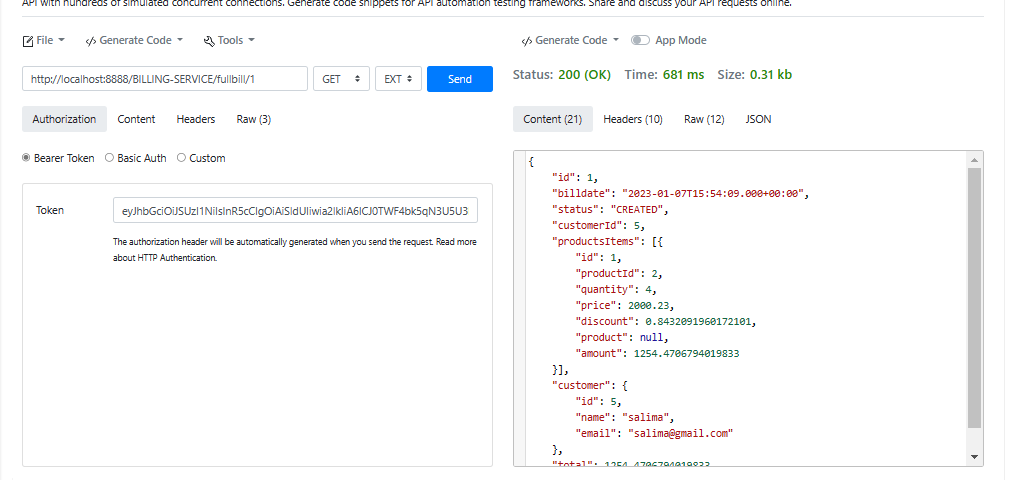 API with hundreds of simulated concurrent connections. Generate code snippets for API automation testing frameworks. Share and discuss your API requests online.
File Generate Code Tools
http://localhost:8888/BILLING-SERVICE/fullbill/1 GET EXT Send
Authorization Content Headers Raw (3)
Bearer Token Basic Auth Custom
Token
The authorization header will be automatically generated when you send the request. Read more
about HTTP Authentication.
Generate Code App Mode
Status: 200 (OK) Time: 681 ms Size: 0.31 kb
Content (21) Headers (10) Raw (12) JSON
{
"id": 1,
"billdate": "2023-01-07T15:54:09.000+00:00",
"status": "CREATED",
"customerId": 5,
"productsItems": [{
"id": 1,
"productId": 2,
"quantity": 4,
"price": 2000.23,
"discount": 0.8432091960172101,
"product": null,
"amount": 1254.4706794019833
}],
"customer": {
"id": 5,
"name": "salima",
"email": "salima@gmail.com"
},
"total": 1254.4706794019833